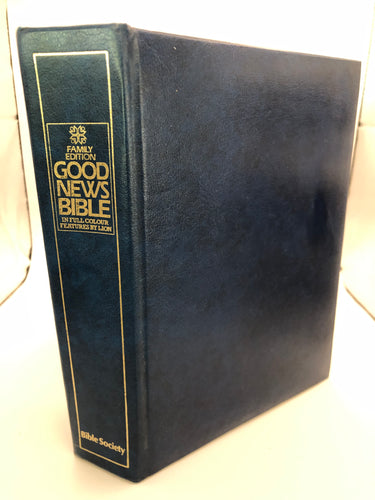 FAMILY
EDITION
GOOD
NEWS
BIBLE
IN FULL COLOUR
FEATURES BY LION
Bible Society